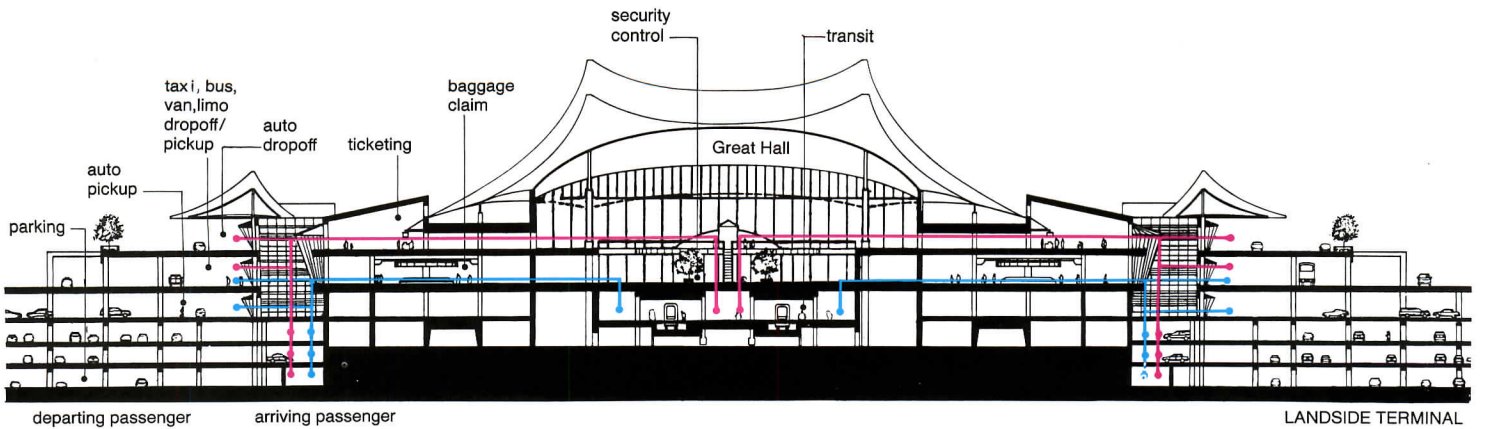 security
control
transit
taxi, bus,
van,limo
dropoff/
pickup
baggage
claim
auto
dropoff
ticketing
Great Hall
auto
pickup
parking
departing passenger
arriving passenger
LANDSIDE TERMINAL